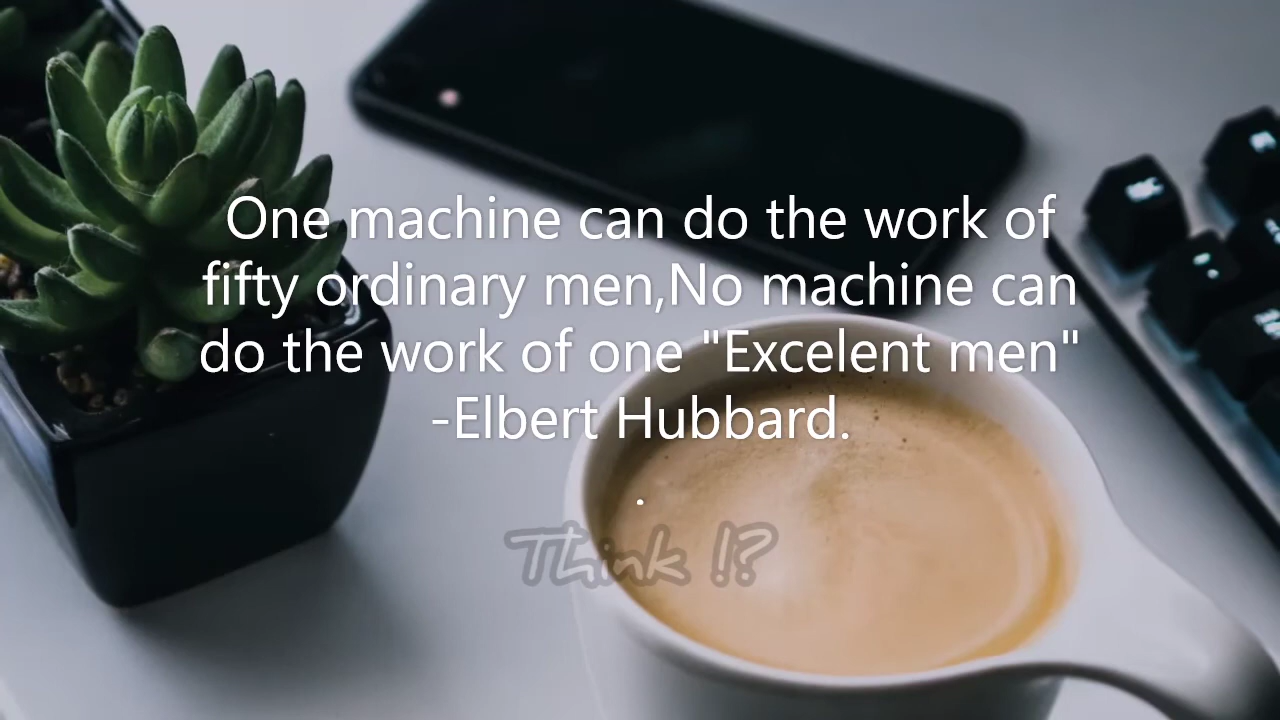 One machine can do the work of
fifty ordinary men,No machine can
do the work of one "Excelent men"
-Elbert Hubbard.
.
Think !?